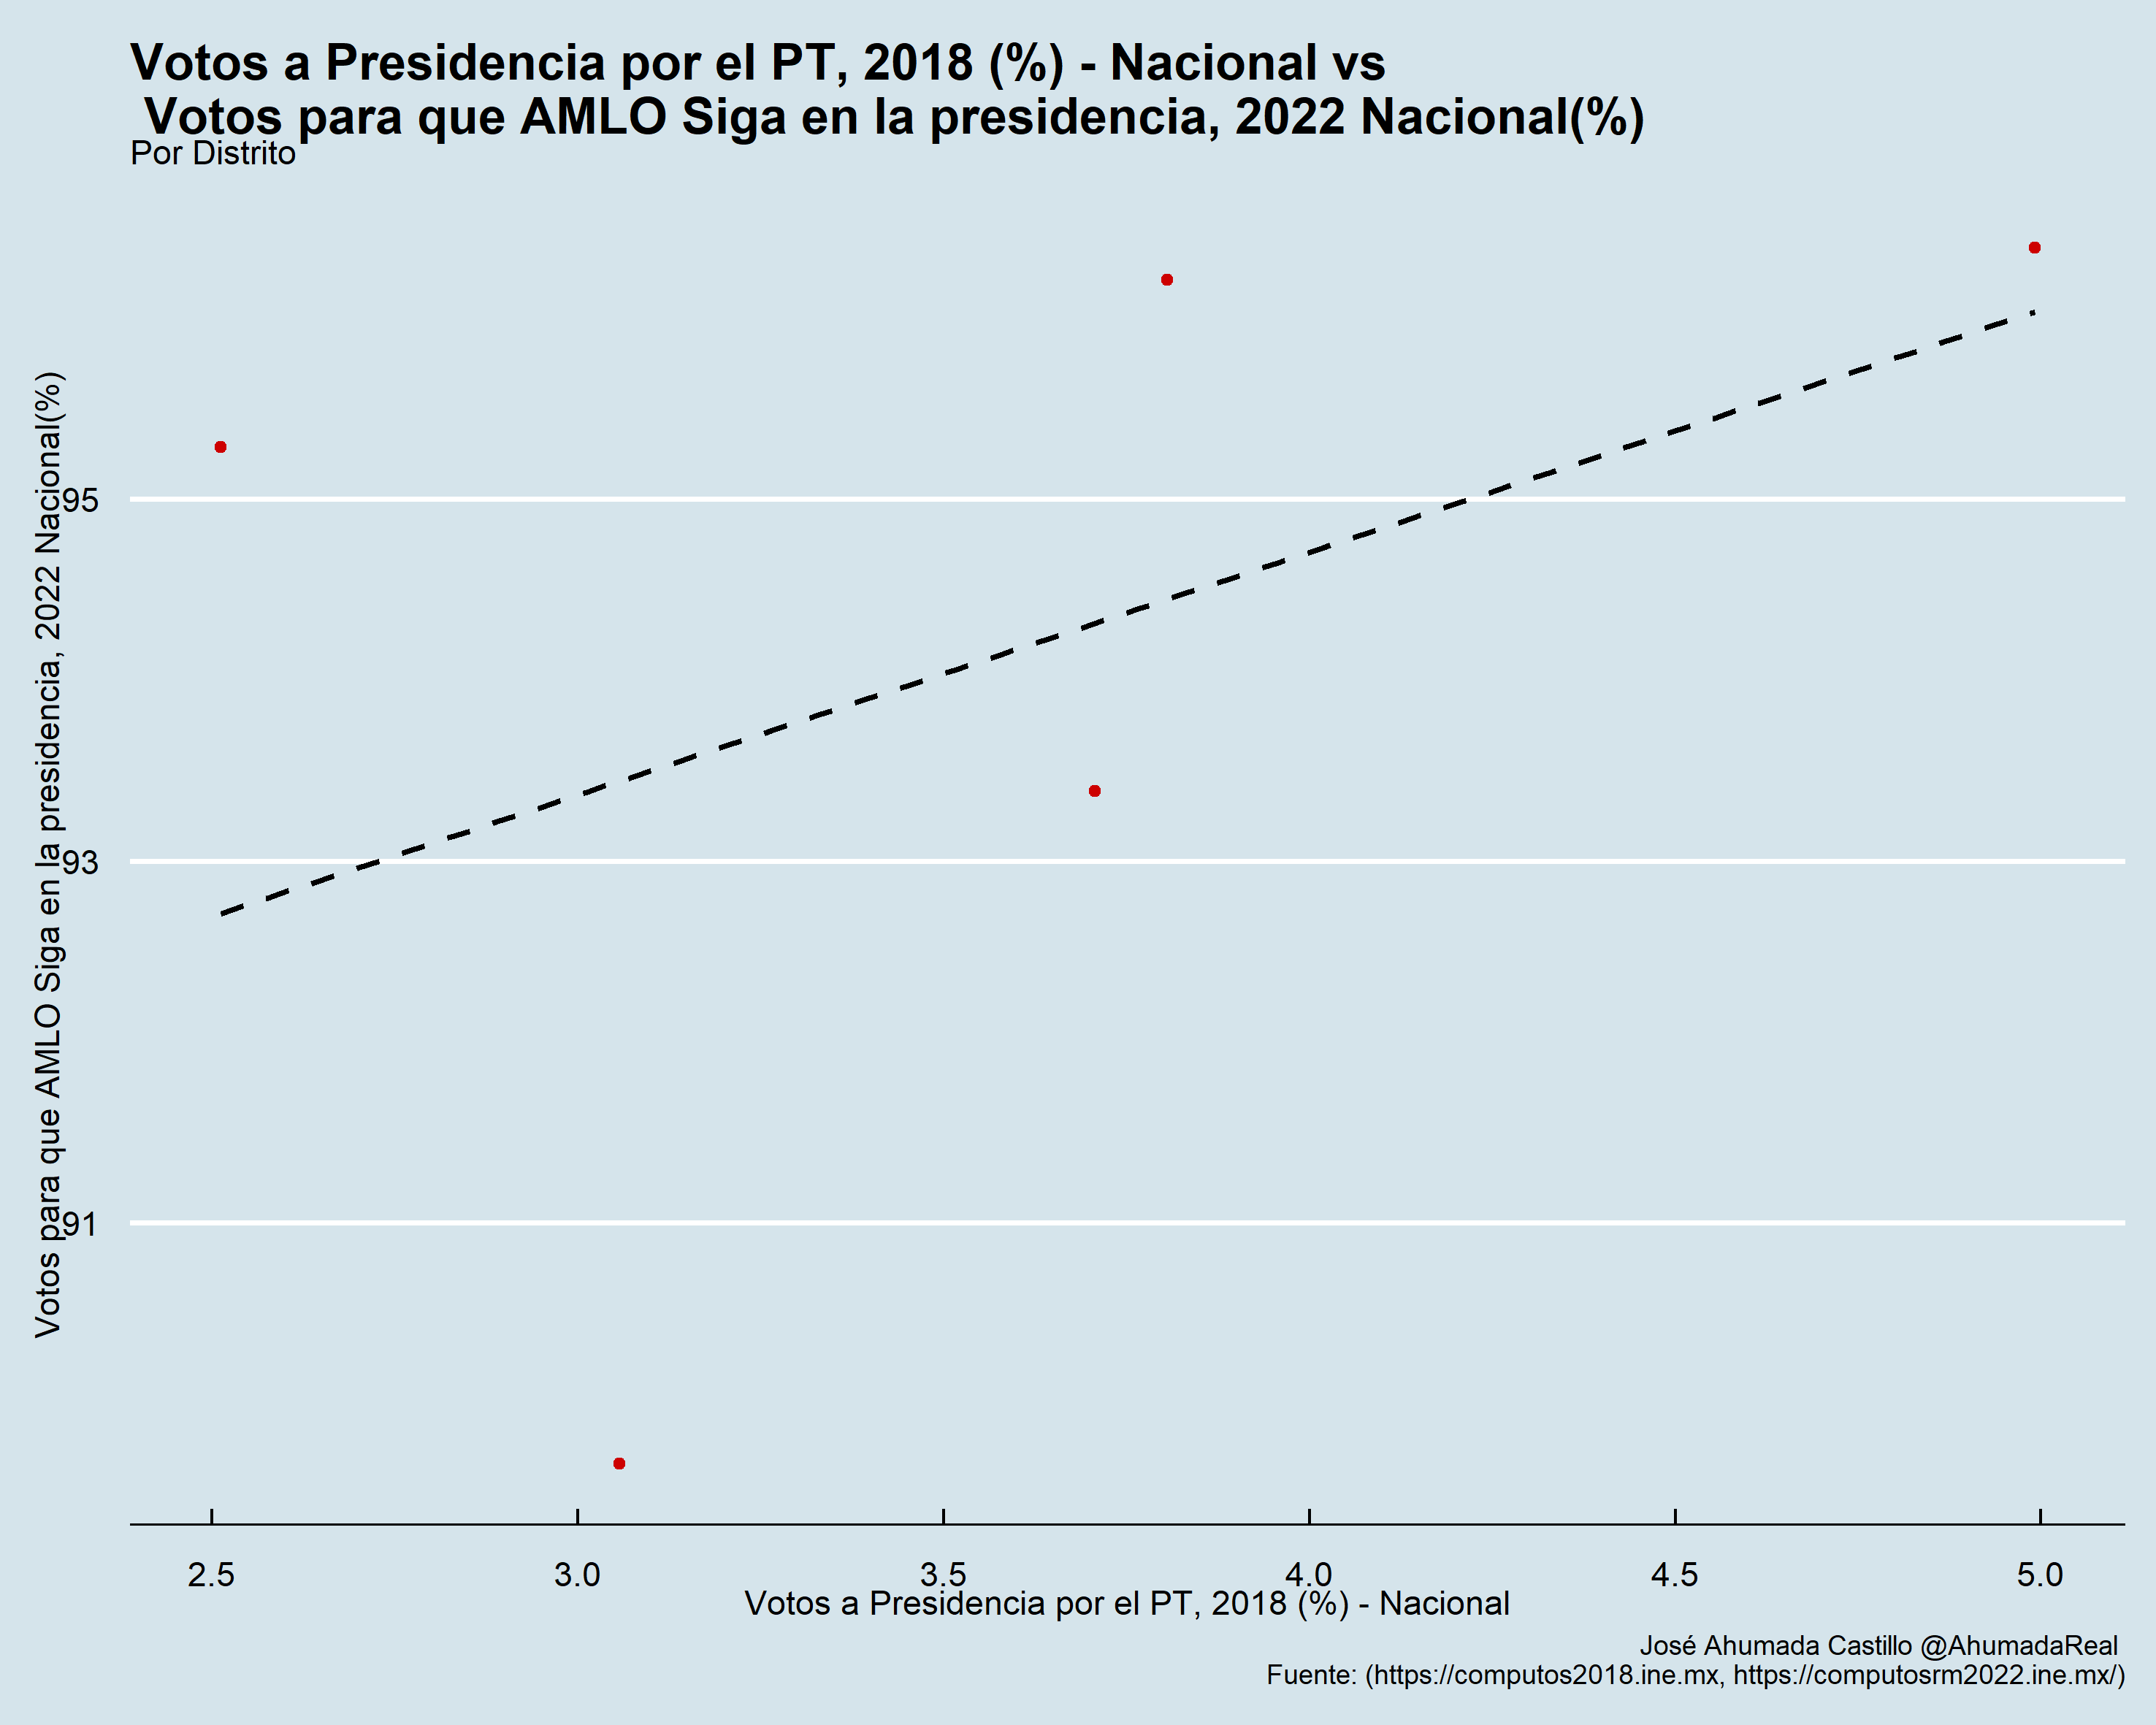 Votos a Presidencia por el PT, 2018 (%) - Nacional vs
Votos para que AMLO Siga en la presidencia, 2022 Nacional(%)
Por Distrito
Votos para que AMLO Siga en la presidencia, 2022 Nacional(%)
95
93
91
2.5 3.0 3.5 4.0 4.5 5.0
Votos a Presidencia por el PT, 2018 (%) - Nacional
José Ahumada Castillo @AhumadaReal
Fuente: (https://computos2018.ine.mx, https://computosrm2022.ine.mx/)